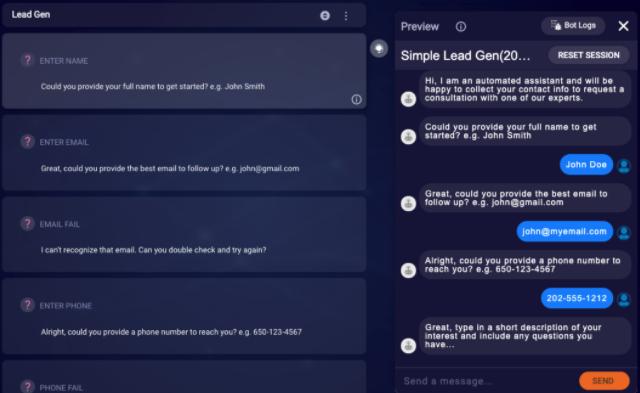 Lead Gen
ENTER NAME
Could you provide your full name to get started? e.g. John Smith
ENTER EMAIL
Great, could you provide the best email to follow up? e.g. john@gmail.com
EMAIL FAIL
I can't recognize that email. Can you double check and try again?
ENTER PHONE
Alright, could you provide a phone number to reach you? e.g. 650-123-4567
PHONE FAIL
Preview
Bot Logs
Simple Lead Gen(20...
RESET SESSION
Hi, I am an automated assistant and will be
happy to collect your contact info to request a
consultation with one of our experts.
Could you provide your full name to get
started? e.g. John Smith
John Doe
Great, could you provide the best email to
follow up? e.g. john@gmail.com
john@myemail.com
Alright, could you provide a phone number to
reach you? e.g. 650-123-4567
202-555-1212
Great, type in a short description of your
interest and include any questions you
have...
Send a message...
SEND